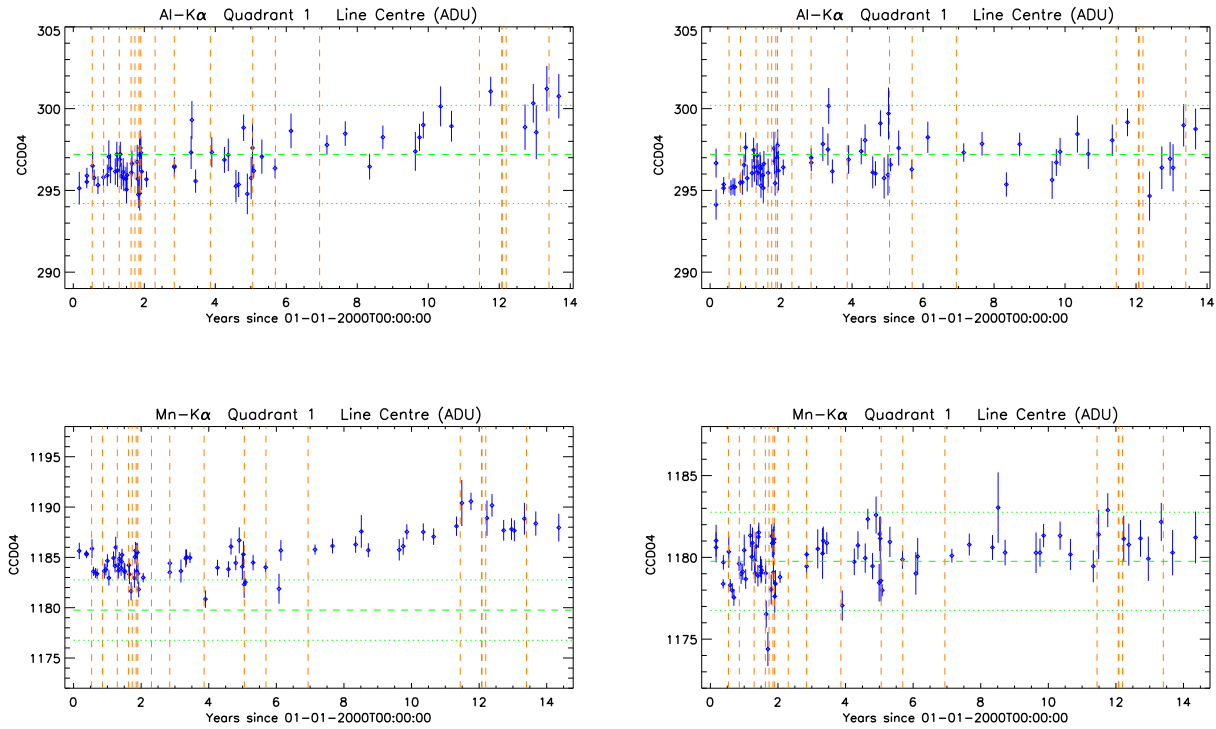 Al-Kα Quadrant 1 Line Centre (ADU)
305
300
295
290
CCD04
0 2 4 6 8 10 12 14
Years since 01-01-2000T00:00:00
Al-Kα Quadrant 1 Line Centre (ADU)
305
300
295
290
CCD04
0 2 4 6 8 10 12 14
Years since 01-01-2000T00:00:00
Mn-Kα Quadrant 1 Line Centre (ADU)
1195
1190
1185
1180
1175
CCD04
0 2 4 6 8 10 12 14
Years since 01-01-2000T00:00:00
Mn-Kα Quadrant 1 Line Centre (ADU)
1185
1180
1175
CCD04
0 2 4 6 8 10 12 14
Years since 01-01-2000T00:00:00